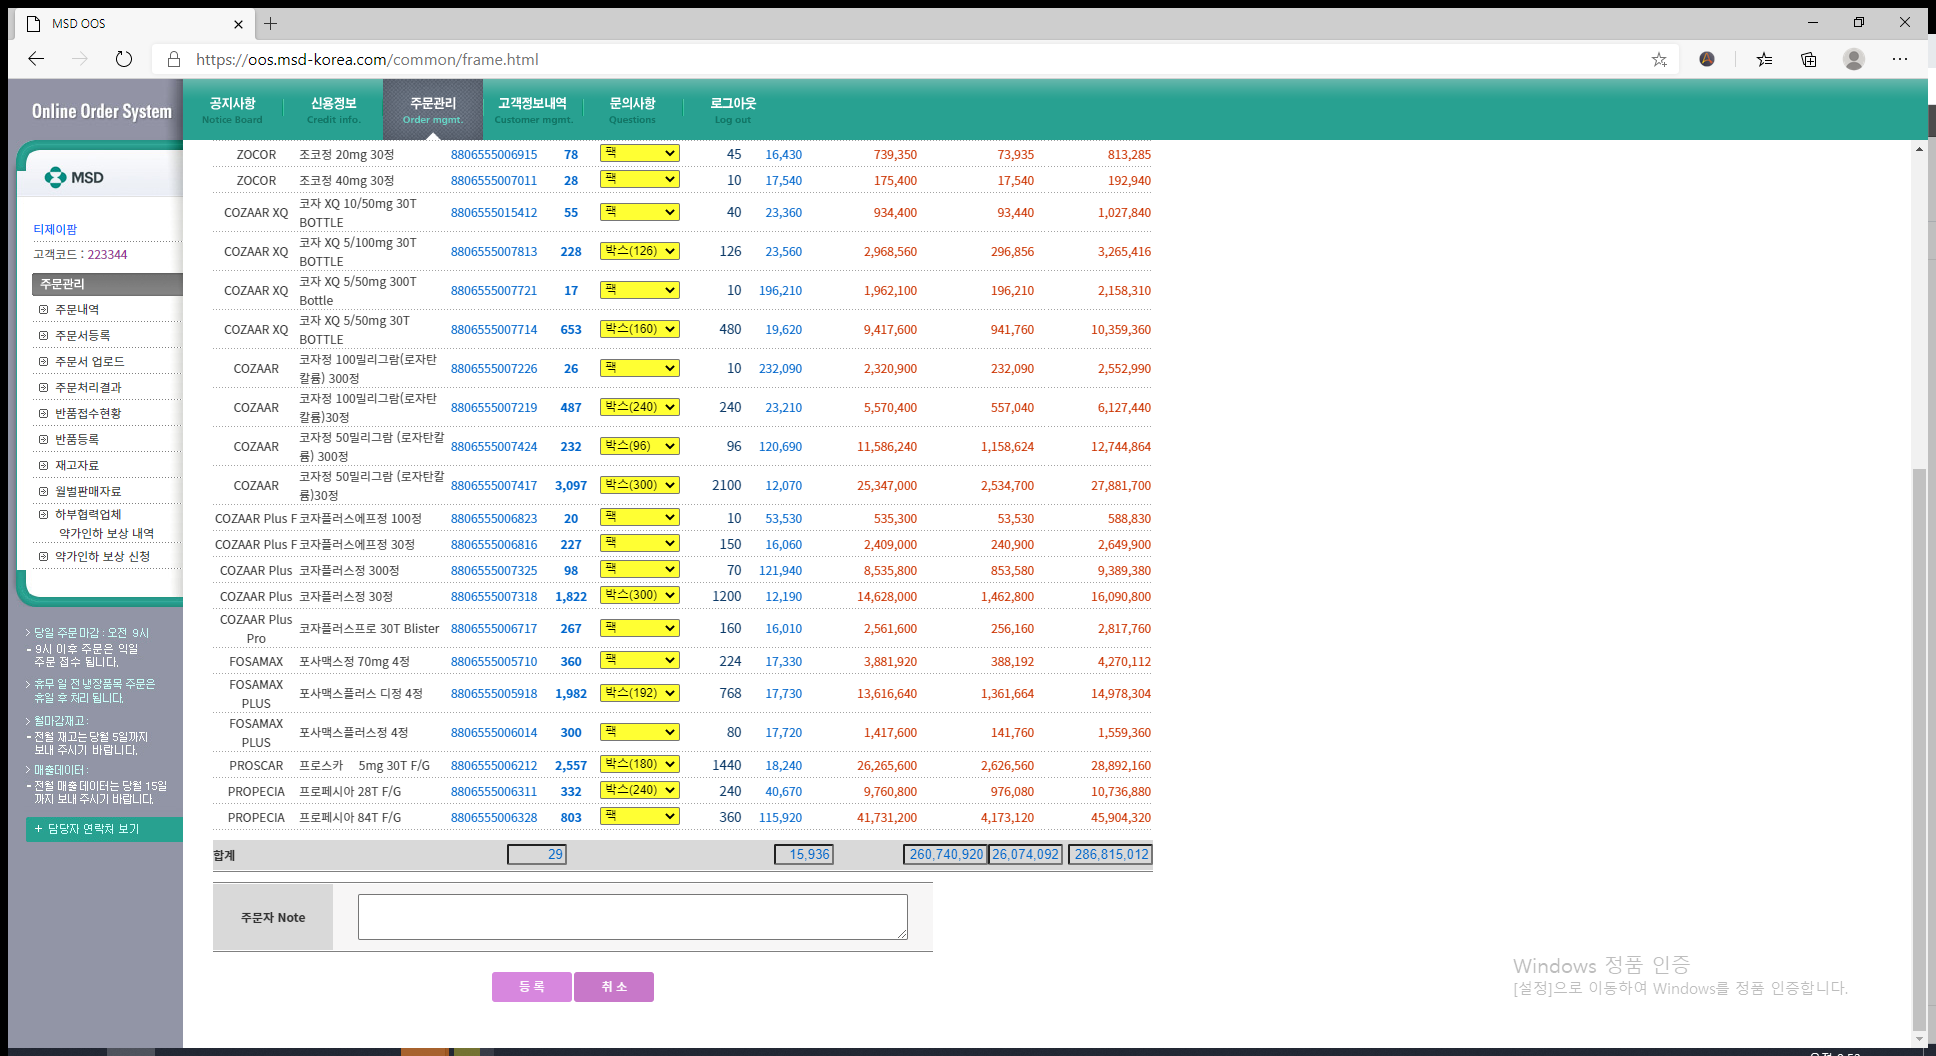 MSD OOS
https://oos.msd-korea.com/common/frame.html
Online Order System
공지사항 신용정보 주문관리 고객정보내역 문의사항 로그아웃
Notice Board Credit info. Order mgmt. Customer mgmt. Questions Log out
MSD
티제이팜
고객코드 : 223344
주문관리
주문내역
주문서등록
주문서 업로드
주문처리결과
반품접수현황
반품등록
재고자료
월별판매자료
하부협력업체
약가인하 보상 내역
약가인하 보상 신청
> 당일 주문마감 : 오전 9시
- 9시 이후 주문은 익일
주문 접수 됩니다.
> 휴무 일 전 냉장품목 주문은
휴일 후 처리 됩니다.
> 월마감재고 :
- 전월 재고는 당월 5일까지
보내 주시기 바랍니다.
> 매출데이터 :
- 전월 매출데이터는 당월 15일
까지 보내 주시기 바랍니다.
+ 담당자 연락처 보기
ZOCOR 조코정 20mg 30정 8806555006915 78 팩 45 16,430 739,350 73,935 813,285
ZOCOR 조코정 40mg 30정 8806555007011 28 팩 10 17,540 175,400 17,540 192,940
COZAAR XQ 코자 XQ 10/50mg 30T BOTTLE 8806555015412 55 팩 40 23,360 934,400 93,440 1,027,840
COZAAR XQ 코자 XQ 5/100mg 30T BOTTLE 8806555007813 228 박스(126) 126 23,560 2,968,560 296,856 3,265,416
COZAAR XQ 코자 XQ 5/50mg 300T Bottle 8806555007721 17 팩 10 196,210 1,962,100 196,210 2,158,310
COZAAR XQ 코자 XQ 5/50mg 30T BOTTLE 8806555007714 653 박스(160) 480 19,620 9,417,600 941,760 10,359,360
COZAAR 코자정 100밀리그람(로자탄칼륨) 300정 8806555007226 26 팩 10 232,090 2,320,900 232,090 2,552,990
COZAAR 코자정 100밀리그람(로자탄칼륨)30정 8806555007219 487 박스(240) 240 23,210 5,570,400 557,040 6,127,440
COZAAR 코자정 50밀리그람 (로자탄칼륨) 300정 8806555007424 232 박스(96) 96 120,690 11,586,240 1,158,624 12,744,864
COZAAR 코자정 50밀리그람 (로자탄칼륨)30정 8806555007417 3,097 박스(300) 2100 12,070 25,347,000 2,534,700 27,881,700
COZAAR Plus F 코자플러스에프정 100정 8806555006823 20 팩 10 53,530 535,300 53,530 588,830
COZAAR Plus F 코자플러스에프정 30정 8806555006816 227 팩 150 16,060 2,409,000 240,900 2,649,900
COZAAR Plus 코자플러스정 300정 8806555007325 98 팩 70 121,940 8,535,800 853,580 9,389,380
COZAAR Plus 코자플러스정 30정 8806555007318 1,822 박스(300) 1200 12,190 14,628,000 1,462,800 16,090,800
COZAAR Plus Pro 코자플러스프로 30T Blister 8806555006717 267 팩 160 16,010 2,561,600 256,160 2,817,760
FOSAMAX 포사맥스정 70mg 4정 8806555005710 360 팩 224 17,330 3,881,920 388,192 4,270,112
FOSAMAX PLUS 포사맥스플러스 디정 4정 8806555005918 1,982 박스(192) 768 17,730 13,616,640 1,361,664 14,978,304
FOSAMAX PLUS 포사맥스플러스정 4정 8806555006014 300 팩 80 17,720 1,417,600 141,760 1,559,360
PROSCAR 프로스카 5mg 30T F/G 8806555006212 2,557 박스(180) 1440 18,240 26,265,600 2,626,560 28,892,160
PROPECIA 프로페시아 28T F/G 8806555006311 332 박스(240) 240 40,670 9,760,800 976,080 10,736,880
PROPECIA 프로페시아 84T F/G 8806555006328 803 팩 360 115,920 41,731,200 4,173,120 45,904,320
합계 29 15,936 260,740,920 26,074,092 286,815,012
주문자 Note
등 록 취 소
Windows 정품 인증
[설정]으로 이동하여 Windows를 정품 인증합니다.